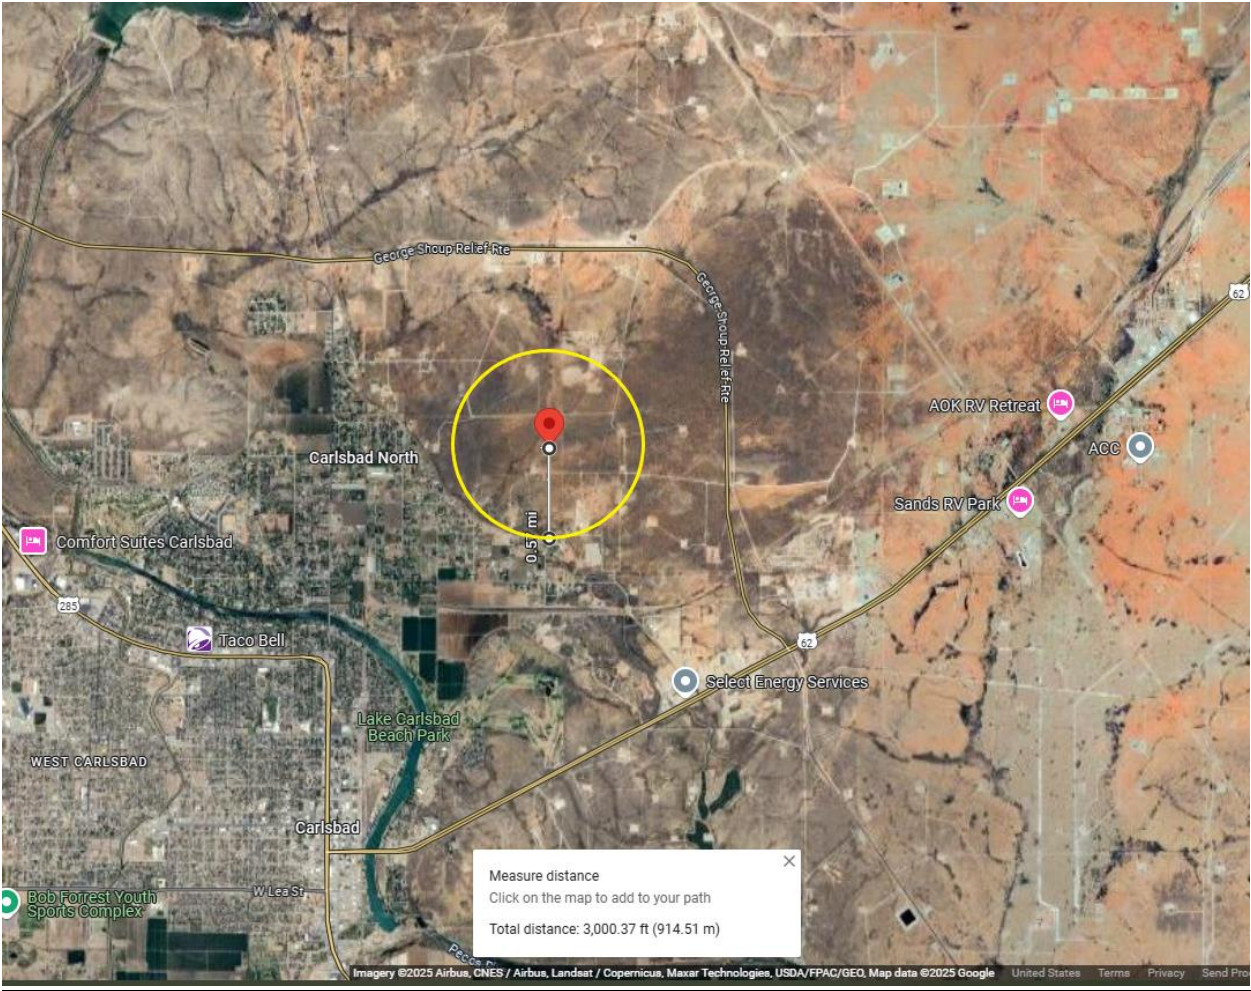 George Shoup Relief Rte
George Shoup Relief Rte
62
AOK RV Retreat
ACC
Carlsbad North
Sands RV Park
0.57 mi
Comfort Suites Carlsbad
285
Taco Bell
62
Select Energy Services
Lake Carlsbad
Beach Park
WEST CARLSBAD
Carlsbad
W Lea St
Bob Forrest Youth
Sports Complex
Measure distance
Click on the map to add to your path
Total distance: 3,000.37 ft (914.51 m)
Pecos
Imagery ©2025 Airbus, CNES / Airbus, Landsat / Copernicus, Maxar Technologies, USDA/FPAC/GEO, Map data ©2025 Google United States Terms Privacy Send Pro